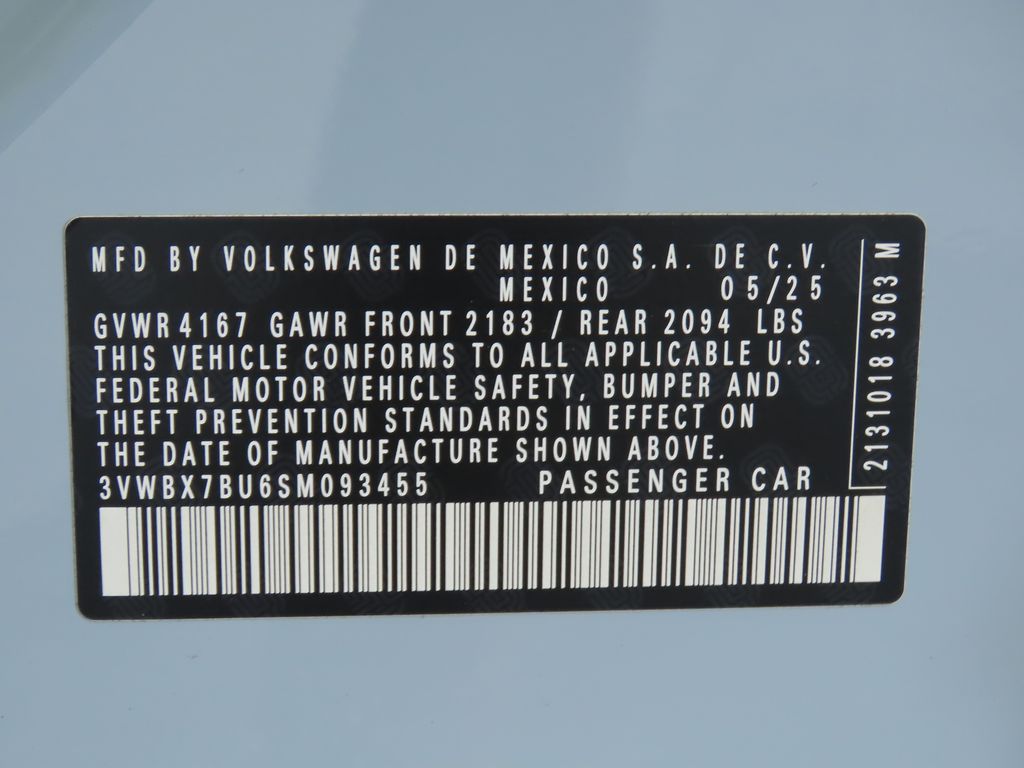 MFD BY VOLKSWAGEN DE MEXICO S.A. DE C.V.
MEXICO 05/25
GVWR 4167 GAWR FRONT 2183 / REAR 2094 LBS
THIS VEHICLE CONFORMS TO ALL APPLICABLE U.S.
FEDERAL MOTOR VEHICLE SAFETY, BUMPER AND
THEFT PREVENTION STANDARDS IN EFFECT ON
THE DATE OF MANUFACTURE SHOWN ABOVE.
3VWBX7BU6SM093455 PASSENGER CAR
2131018 3963 M